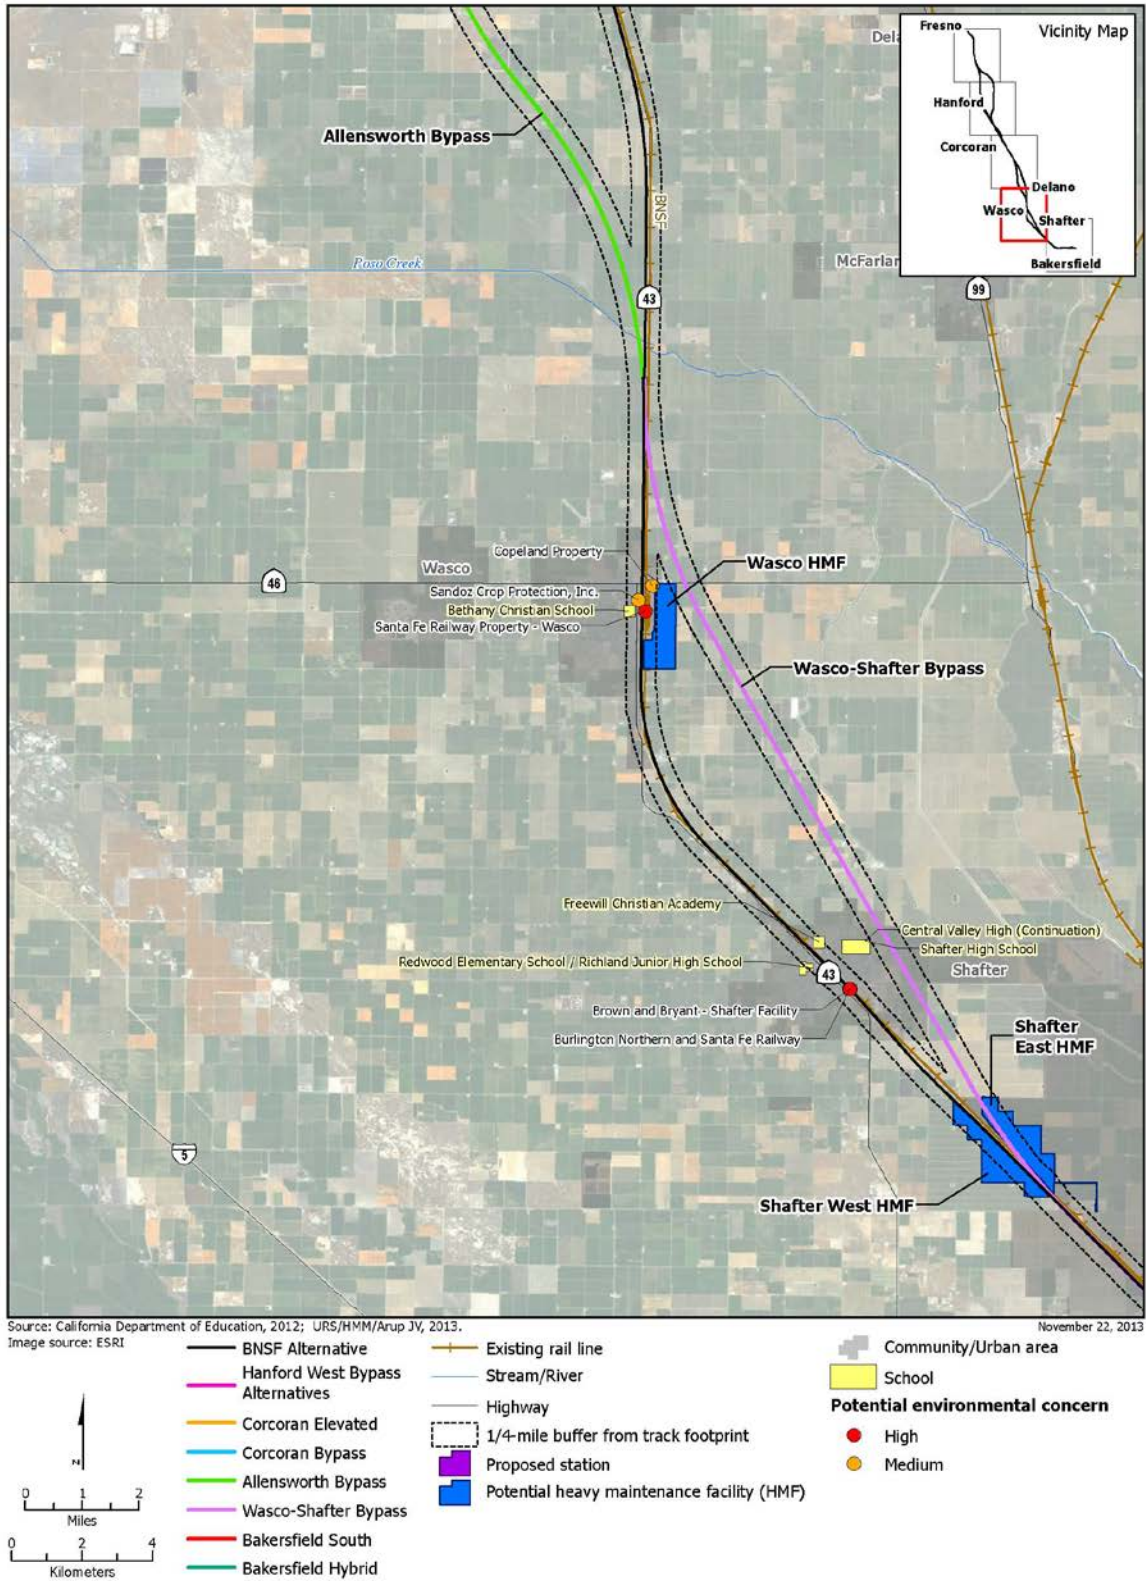 Fresno
Vicinity Map
Hanford
Corcoran
Delano
Wasco
Shafter
Bakersfield
Allensworth Bypass
BNSF
Poso Creek
43
99
Copeland Property
Wasco
Wasco HMF
46
Sandoz Crop Protection, Inc.
Bethany Christian School
Santa Fe Railway Property - Wasco
Wasco-Shafter Bypass
Freewill Christian Academy
Central Valley High (Continuation)
Shafter High School
Redwood Elementary School / Richland Junior High School
Shafter
43
Brown and Bryant - Shafter Facility
Burlington Northern and Santa Fe Railway
Shafter
East HMF
5
Shafter West HMF
Source: California Department of Education, 2012; URS/HMM/Arup JV, 2013.
November 22, 2013
Image source: ESRI
BNSF Alternative
Hanford West Bypass
Alternatives
Corcoran Elevated
Corcoran Bypass
Allensworth Bypass
Wasco-Shafter Bypass
Bakersfield South
Bakersfield Hybrid
Existing rail line
Stream/River
Highway
1/4-mile buffer from track footprint
Proposed station
Potential heavy maintenance facility (HMF)
Community/Urban area
School
Potential environmental concern
High
Medium
N
0 1 2
Miles
0 2 4
Kilometers